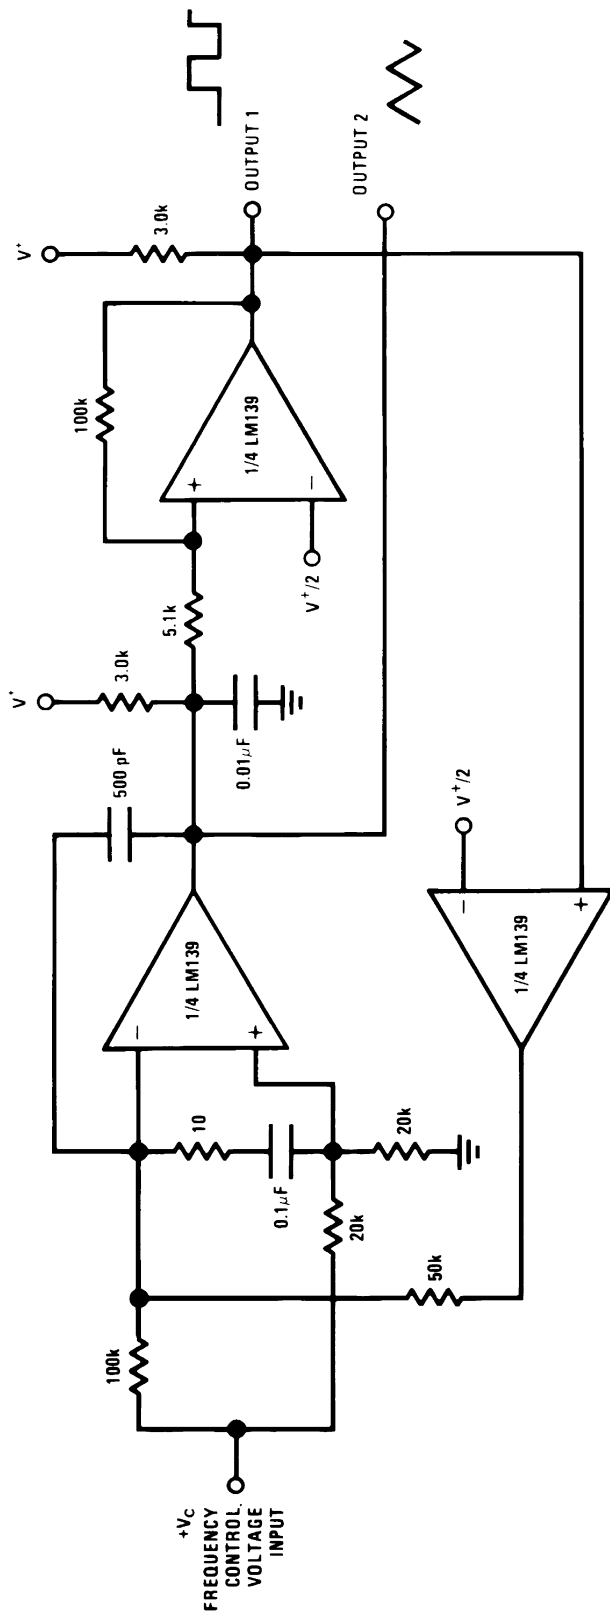 +VC
FREQUENCY
CONTROL.
VOLTAGE
INPUT
100k
50k
20k
10
0.1µF
20k
-
+
1/4 LM139
500 pF
V+
3.0k
0.01µF
5.1k
100k
+
-
1/4 LM139
V+/2
V+
3.0k
OUTPUT 1
OUTPUT 2
V+/2
-
+
1/4 LM139